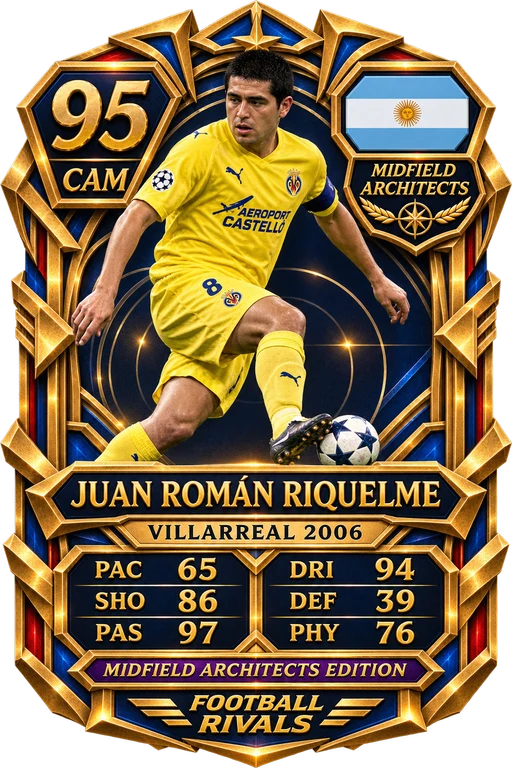 95
CAM
MIDFIELD
ARCHITECTS
AEROPORT
CASTELLÓ
8
JUAN ROMÁN RIQUELME
VILLARREAL 2006
PAC 65 DRI 94
SHO 86 DEF 39
PAS 97 PHY 76
MIDFIELD ARCHITECTS EDITION
FOOTBALL
RIVALS